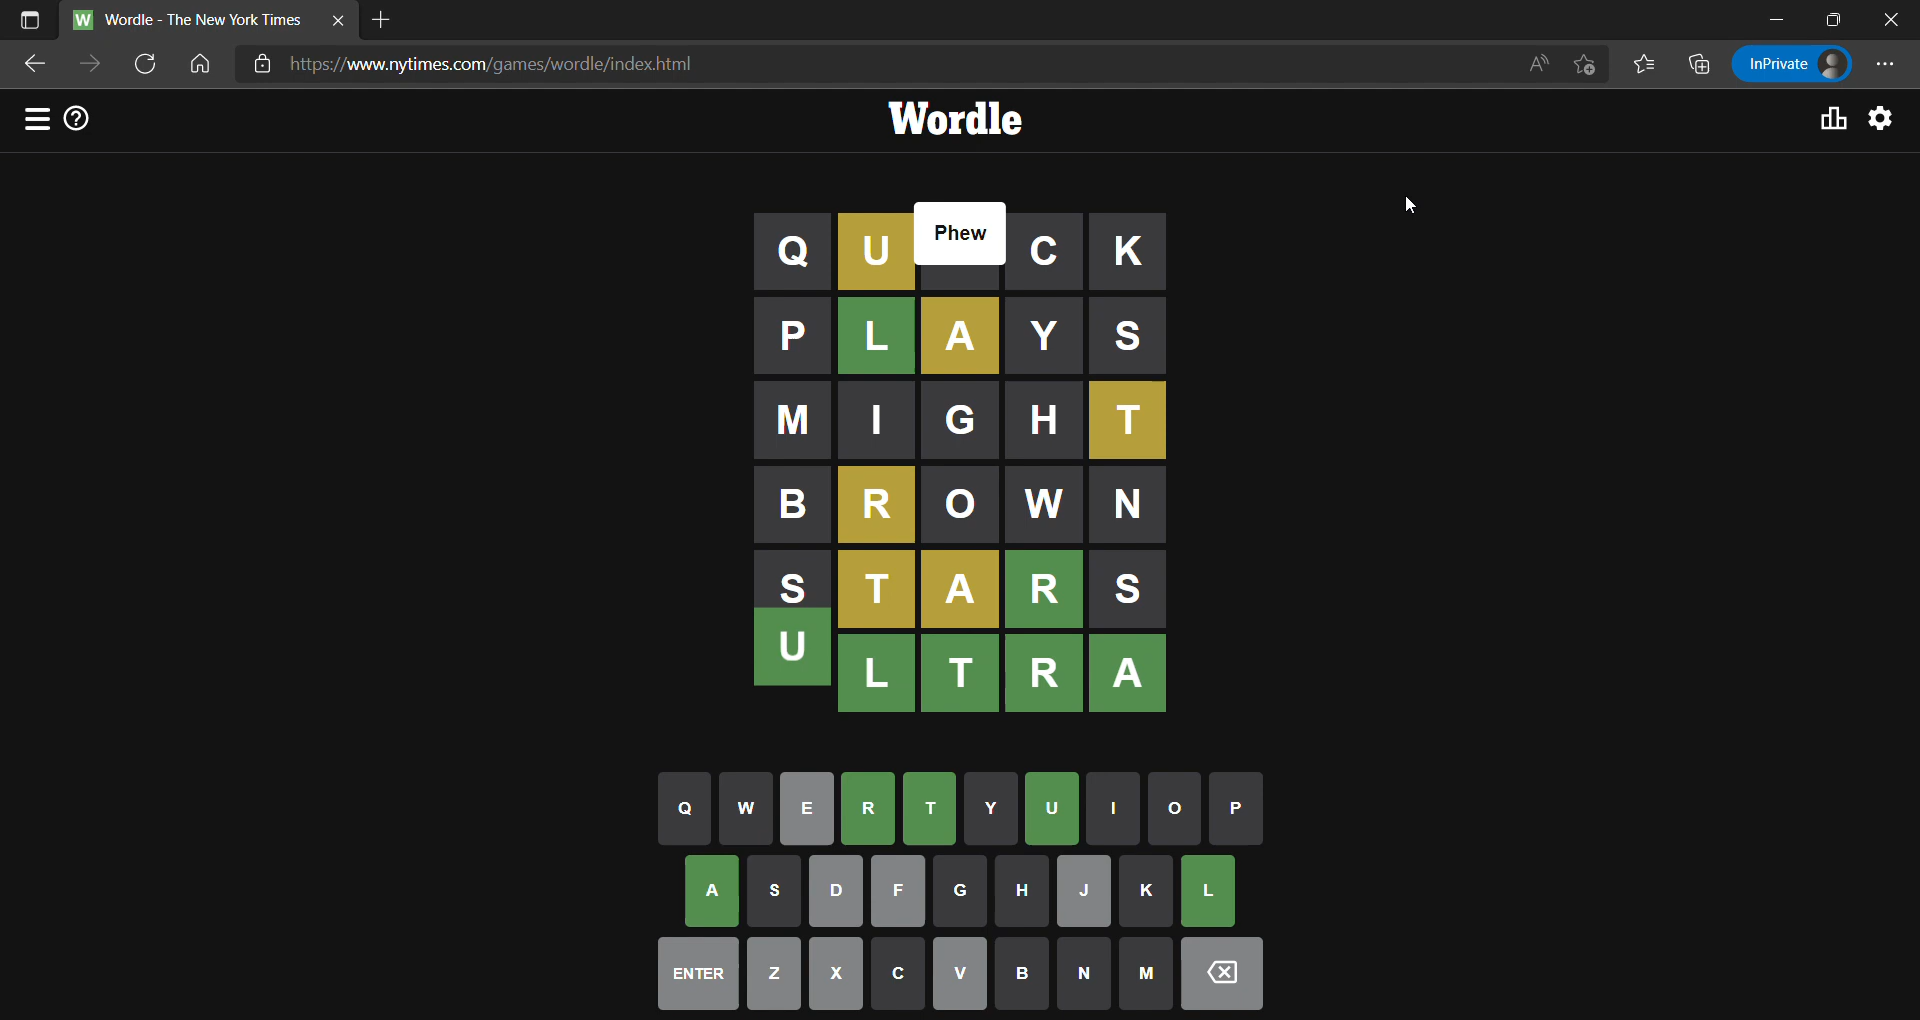 W Wordle - The New York Times
https://www.nytimes.com/games/wordle/index.html
InPrivate
Wordle
Phew
Q U C K
P L A Y S
M I G H T
B R O W N
S T A R S
U L T R A
Q W E R T Y U I O P
A S D F G H J K L
ENTER Z X C V B N M